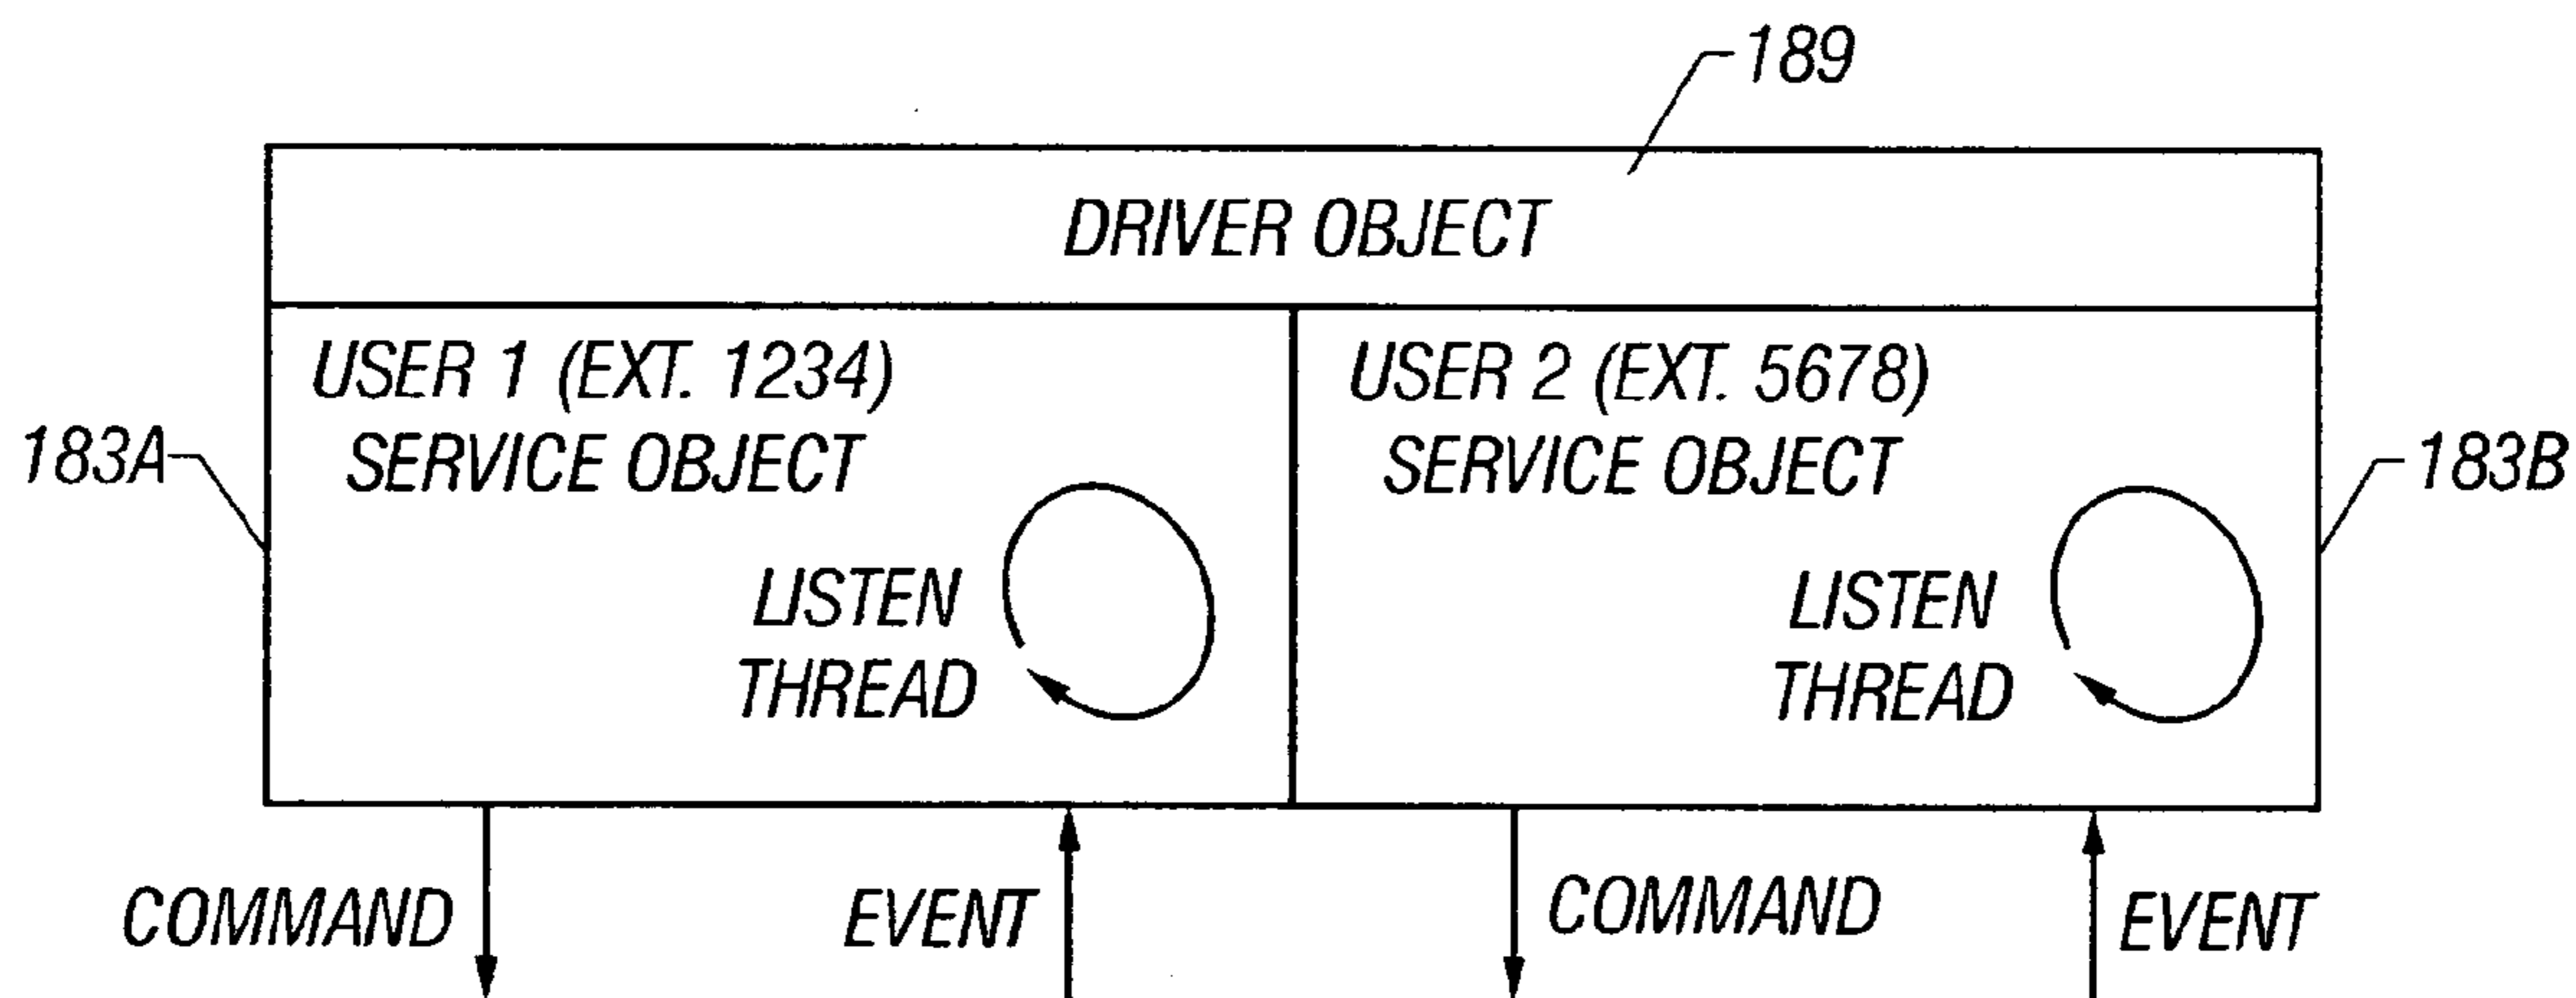 189
DRIVER OBJECT
USER 1 (EXT. 1234)
SERVICE OBJECT
USER 2 (EXT. 5678)
SERVICE OBJECT
183A
183B
LISTEN
THREAD
LISTEN
THREAD
COMMAND
EVENT
COMMAND
EVENT